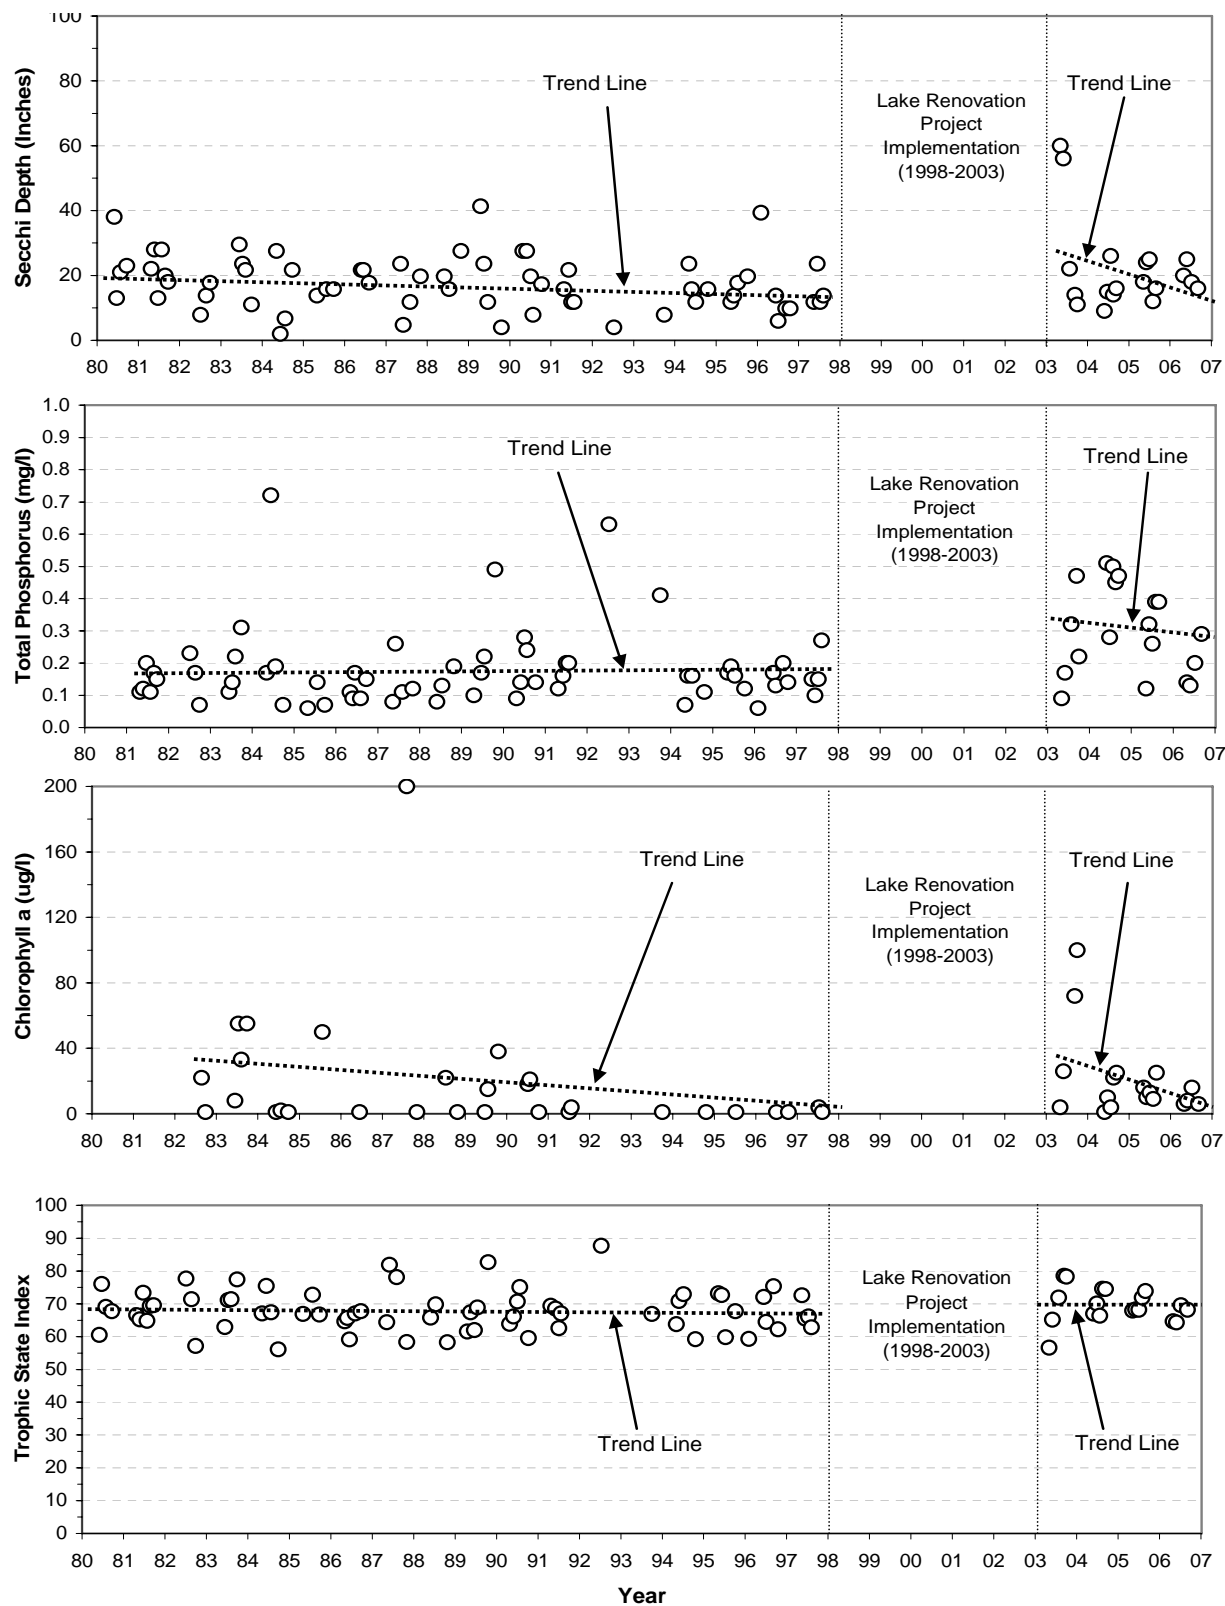 100
80
60
40
20
0
Secchi Depth (Inches)
Trend Line
Lake Renovation
Project
Implementation
(1998-2003)
Trend Line
80 81 82 83 84 85 86 87 88 89 90 91 92 93 94 95 96 97 98 99 00 01 02 03 04 05 06 07
1.0
0.9
0.8
0.7
0.6
0.5
0.4
0.3
0.2
0.1
0.0
Total Phosphorus (mg/l)
Trend Line
Lake Renovation
Project
Implementation
(1998-2003)
Trend Line
80 81 82 83 84 85 86 87 88 89 90 91 92 93 94 95 96 97 98 99 00 01 02 03 04 05 06 07
200
160
120
80
40
0
Chlorophyll a (ug/l)
Trend Line
Lake Renovation
Project
Implementation
(1998-2003)
Trend Line
80 81 82 83 84 85 86 87 88 89 90 91 92 93 94 95 96 97 98 99 00 01 02 03 04 05 06 07
100
90
80
70
60
50
40
30
20
10
0
Trophic State Index
Lake Renovation
Project
Implementation
(1998-2003)
Trend Line
Trend Line
80 81 82 83 84 85 86 87 88 89 90 91 92 93 94 95 96 97 98 99 00 01 02 03 04 05 06 07
Year